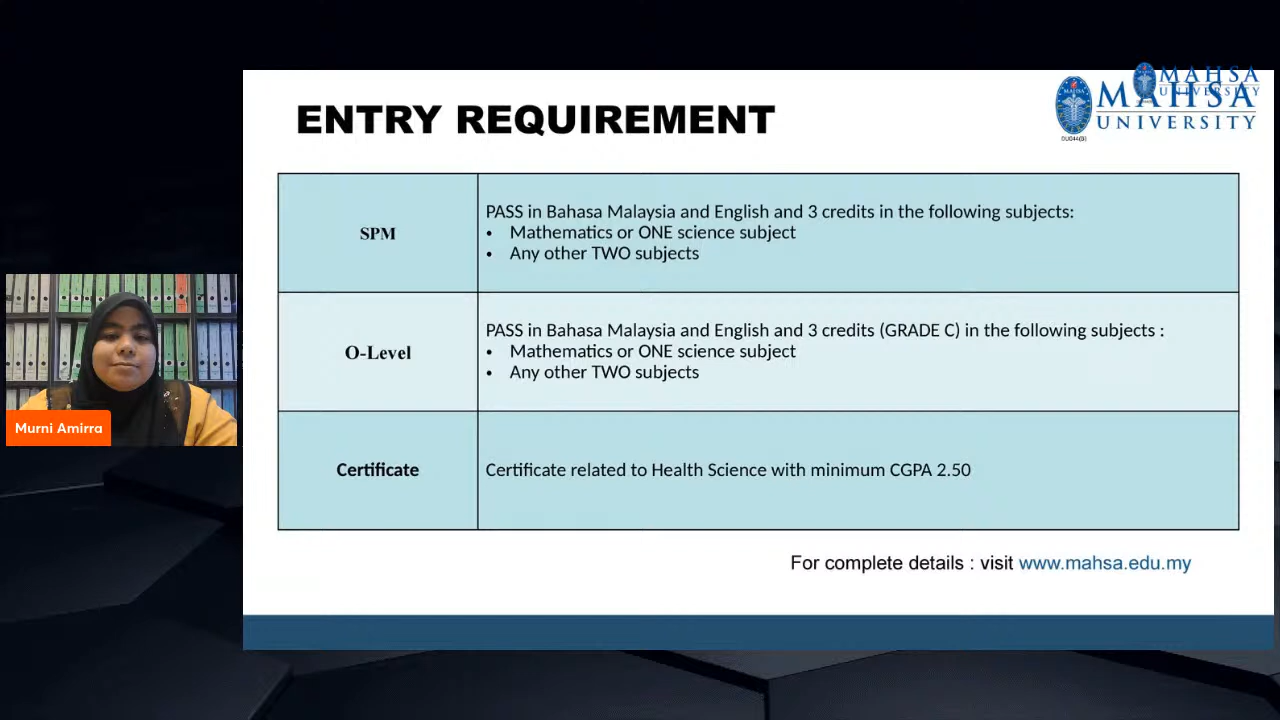 MAHSA
UNIVERSITY
MAHSA
UNIVERSITY
DU044(B)
ENTRY REQUIREMENT
SPM
PASS in Bahasa Malaysia and English and 3 credits in the following subjects:
• Mathematics or ONE science subject
• Any other TWO subjects
O-Level
PASS in Bahasa Malaysia and English and 3 credits (GRADE C) in the following subjects :
• Mathematics or ONE science subject
• Any other TWO subjects
Certificate
Certificate related to Health Science with minimum CGPA 2.50
For complete details : visit www.mahsa.edu.my
Murni Amirra